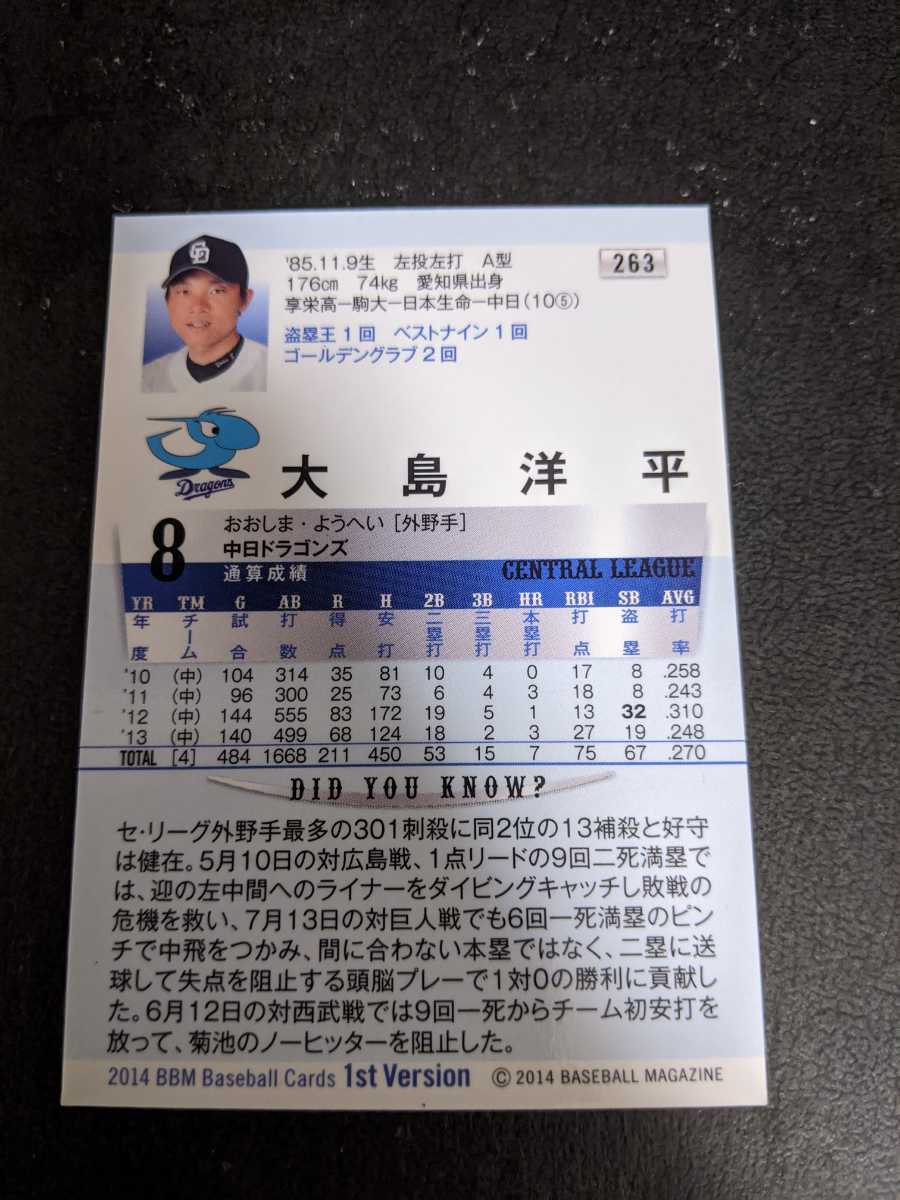 '85.11.9生 左投左打 A型
263
176cm 74kg 愛知県出身
享栄高ー駒大ー日本生命ー中日(10⑤)
盗塁王1回 ベストナイン1回
ゴールデングラブ2回
Dragons
大島洋平
8
おおしま・ようへい [外野手]
中日ドラゴンズ
通算成績 CENTRAL LEAGUE
YR TM G AB R H 2B 3B HR RBI SB AVG
年度 チーム 試合 打数 得点 安打 二塁打 三塁打 本塁打 打点 盗塁 打率
'10 (中) 104 314 35 81 10 4 0 17 8 .258
'11 (中) 96 300 25 73 6 4 3 18 8 .243
'12 (中) 144 555 83 172 19 5 1 13 32 .310
'13 (中) 140 499 68 124 18 2 3 27 19 .248
TOTAL [4] 484 1668 211 450 53 15 7 75 67 .270
DID YOU KNOW?
セ・リーグ外野手最多の301刺殺に同2位の13補殺と好守
は健在。5月10日の対広島戦、1点リードの9回二死満塁で
は、迎の左中間へのライナーをダイビングキャッチし敗戦の
危機を救い、7月13日の対巨人戦でも6回一死満塁のピン
チで中飛をつかみ、間に合わない本塁ではなく、二塁に送
球して失点を阻止する頭脳プレーで1対0の勝利に貢献し
た。6月12日の対西武戦では9回一死からチーム初安打を
放って、菊池のノーヒッターを阻止した。
2014 BBM Baseball Cards 1st Version © 2014 BASEBALL MAGAZINE